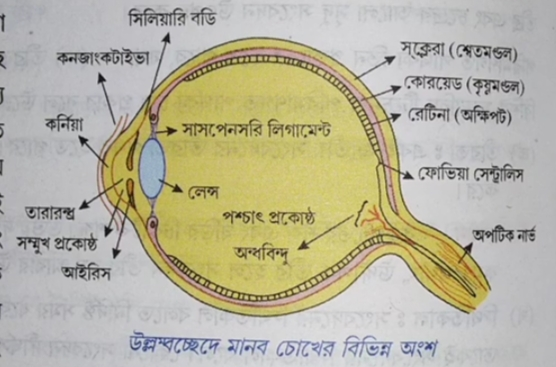 সিলিয়ারি বডি
কনজাংকটাইভা
স্ক্লেরা (শ্বেতমণ্ডল)
কোরয়েড (কৃষ্ণমণ্ডল)
রেটিনা (অক্ষিপট)
কর্নিয়া
সাসপেনসরি লিগামেন্ট
ফোভিয়া সেন্ট্রালিস
লেন্স
তারারন্ধ্র
পশ্চাৎ প্রকোষ্ঠ
সম্মুখ প্রকোষ্ঠ
অন্ধবিন্দু
অপটিক নার্ভ
আইরিস
উল্লম্বচ্ছেদে মানব চোখের বিভিন্ন অংশ